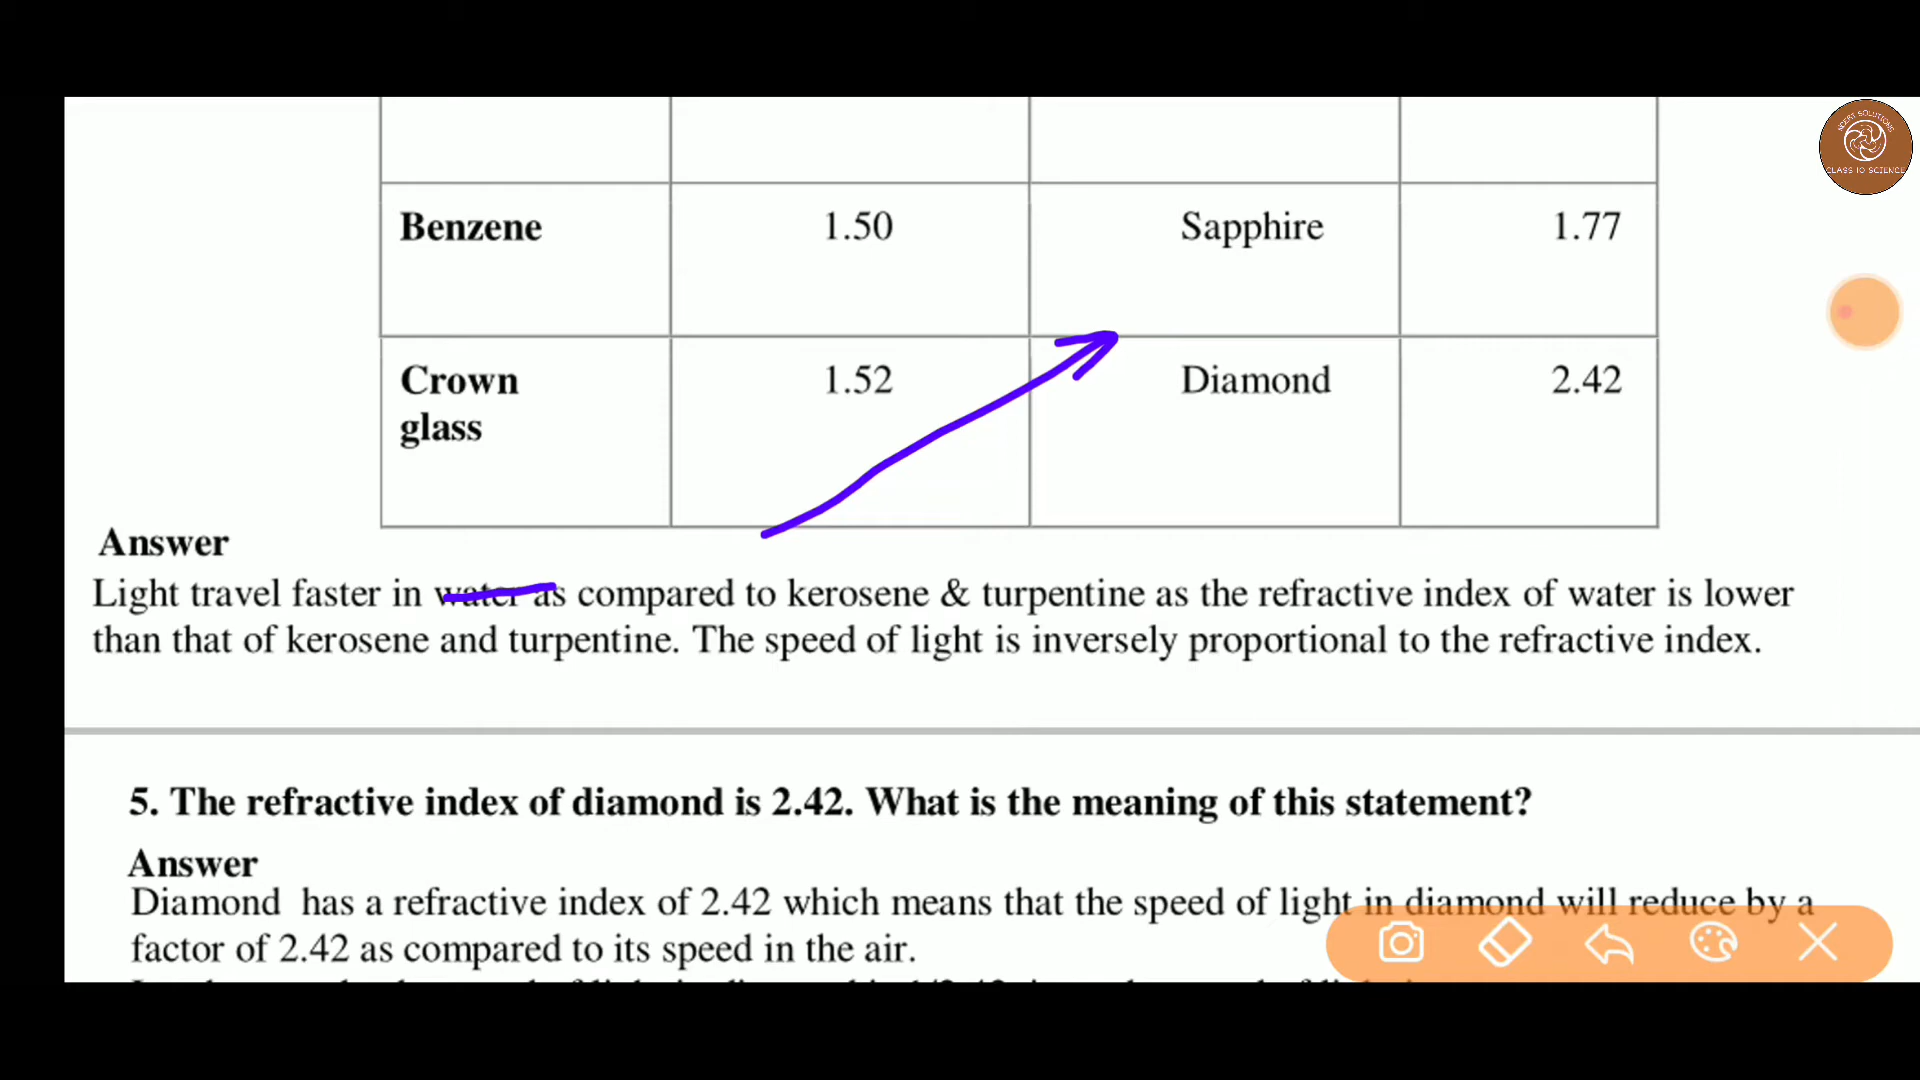 NCERT SOLUTIONS
CLASS 10 SCIENCE
Benzene 1.50 Sapphire 1.77
Crown 1.52 Diamond 2.42
glass
Answer
Light travel faster in water as compared to kerosene & turpentine as the refractive index of water is lower
than that of kerosene and turpentine. The speed of light is inversely proportional to the refractive index.
5. The refractive index of diamond is 2.42. What is the meaning of this statement?
Answer
Diamond has a refractive index of 2.42 which means that the speed of light in diamond will reduce by a
factor of 2.42 as compared to its speed in the air.